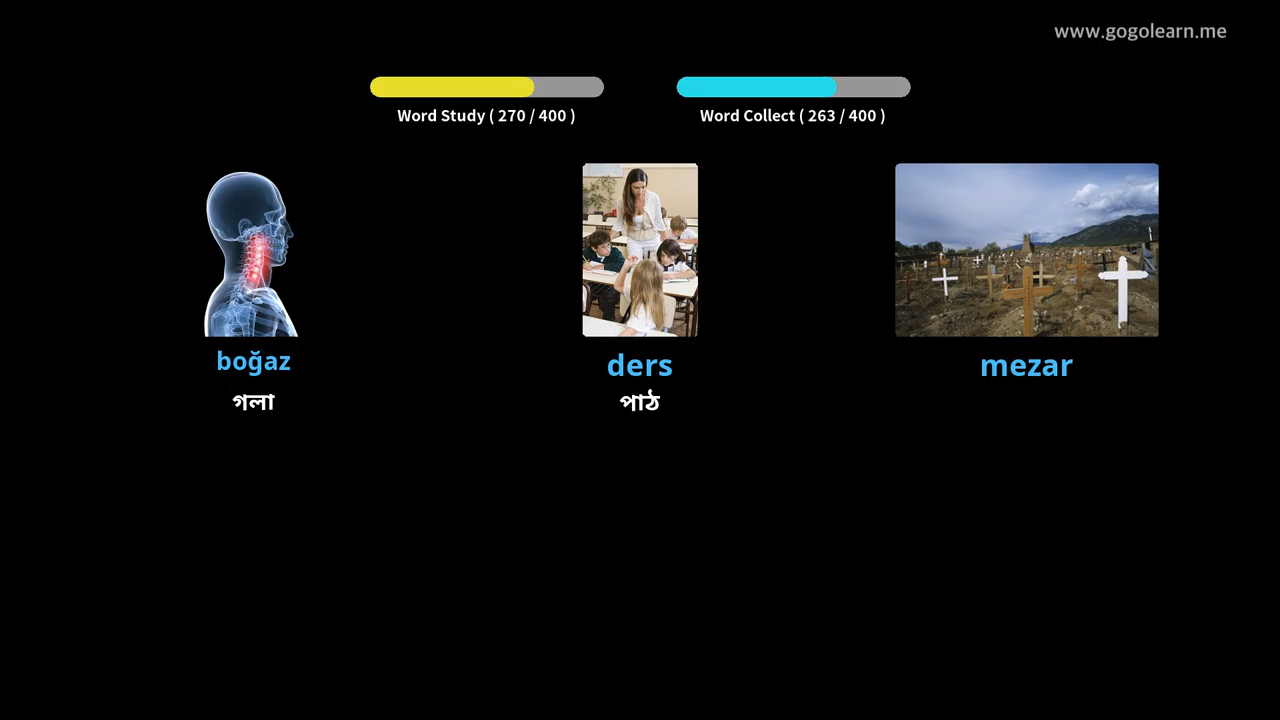 www.gogolearn.me
Word Study ( 270 / 400 )
Word Collect ( 263 / 400 )
boğaz
গলা
ders
পাঠ
mezar